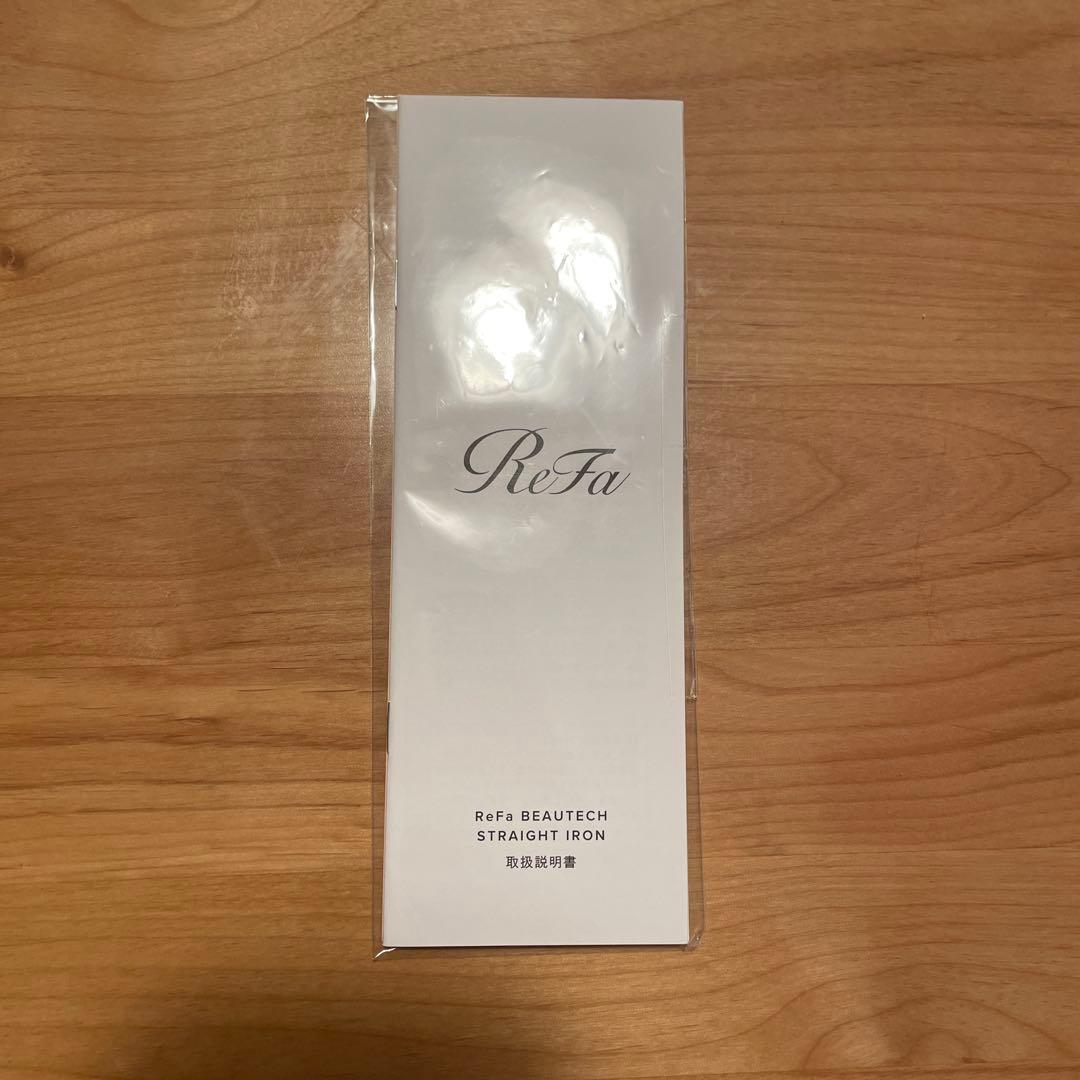 ReFa
ReFa BEAUTECH
STRAIGHT IRON
取扱説明書